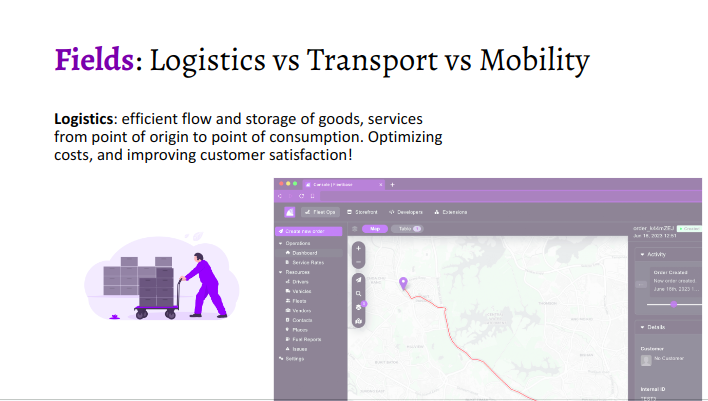 Fields: Logistics vs Transport vs Mobility
Logistics: efficient flow and storage of goods, services
from point of origin to point of consumption. Optimizing
costs, and improving customer satisfaction!
Console | Fleetbase
Fleet Ops Storefront Developers Extensions
Create new order
Map Table
Operations
Dashboard
Service Rates
Resources
Drivers
Vehicles
Fleets
Vendors
Contacts
Places
Fuel Reports
Issues
Settings
Created
Activity
Order Created
New order created
Details
Customer
No Customer
Internal ID